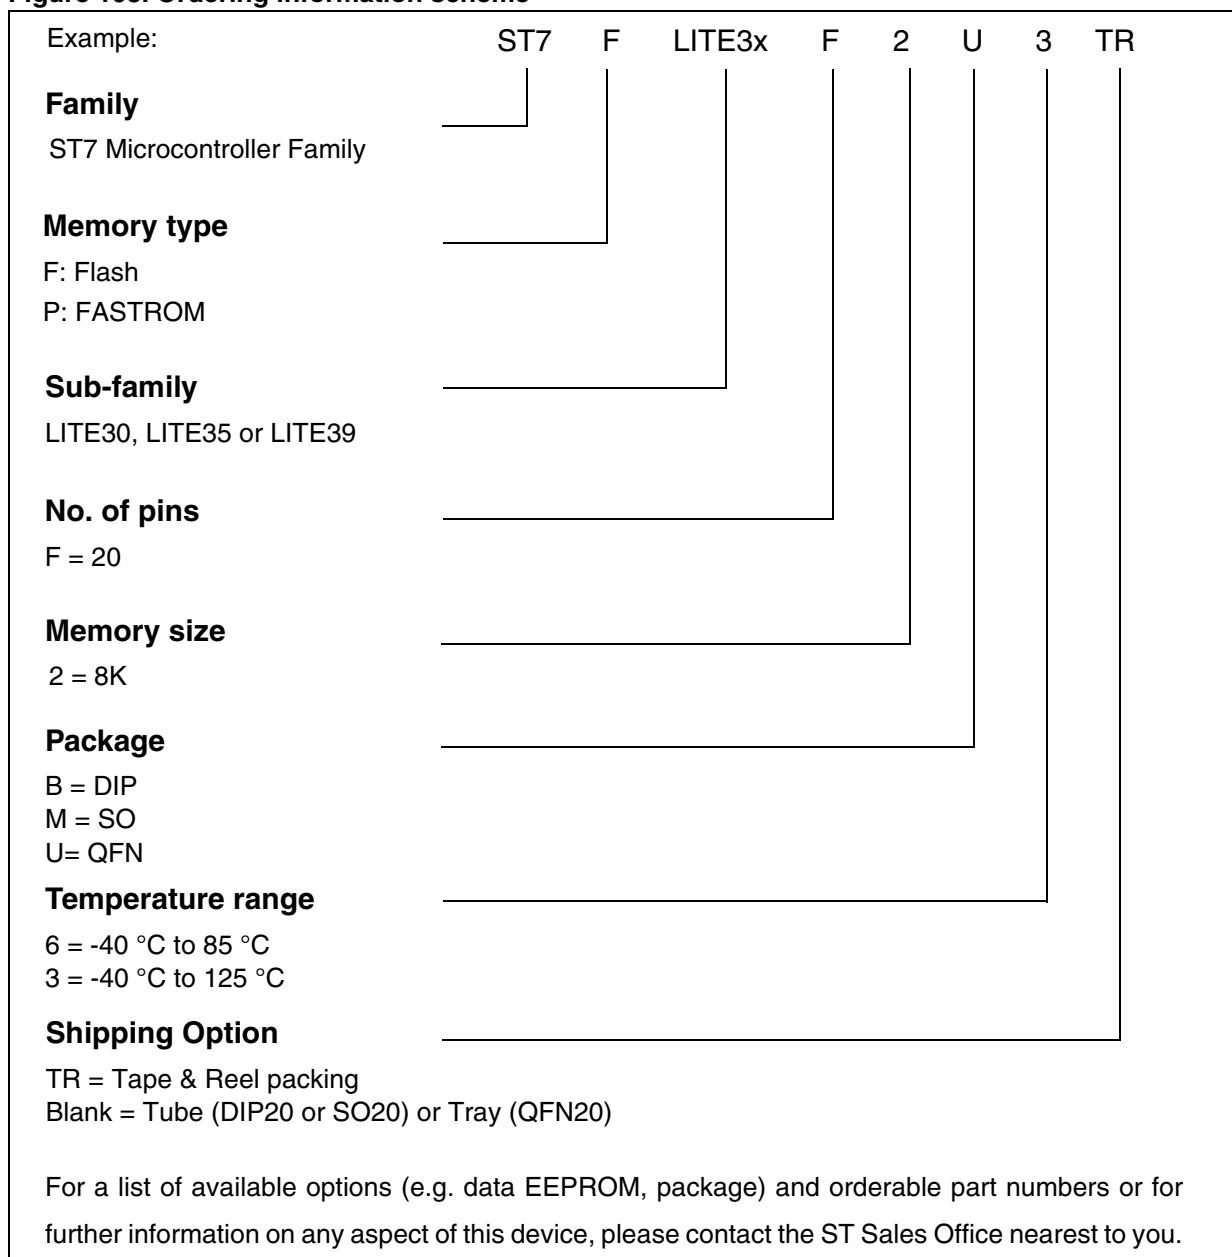 Example: ST7 F LITE3x F 2 U 3 TR
Family
ST7 Microcontroller Family
Memory type
F: Flash
P: FASTROM
Sub-family
LITE30, LITE35 or LITE39
No. of pins
F = 20
Memory size
2 = 8K
Package
B = DIP
M = SO
U= QFN
Temperature range
6 = -40 °C to 85 °C
3 = -40 °C to 125 °C
Shipping Option
TR = Tape & Reel packing
Blank = Tube (DIP20 or SO20) or Tray (QFN20)
For a list of available options (e.g. data EEPROM, package) and orderable part numbers or for
further information on any aspect of this device, please contact the ST Sales Office nearest to you.